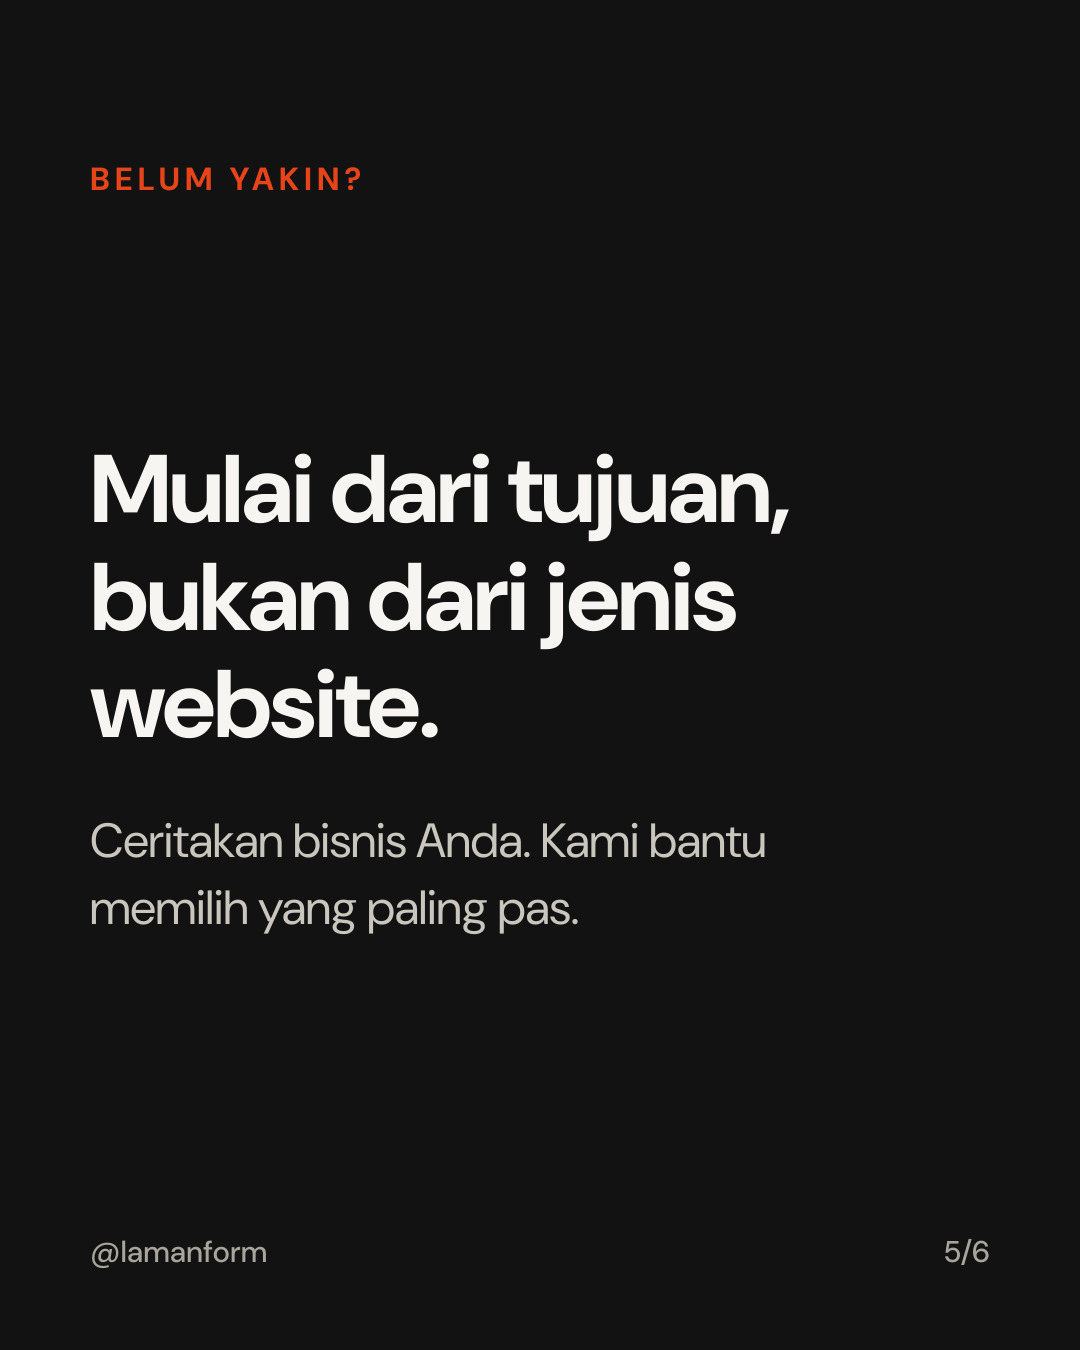 BELUM YAKIN?
Mulai dari tujuan,
bukan dari jenis
website.
Ceritakan bisnis Anda. Kami bantu
memilih yang paling pas.
@lamanform
5/6